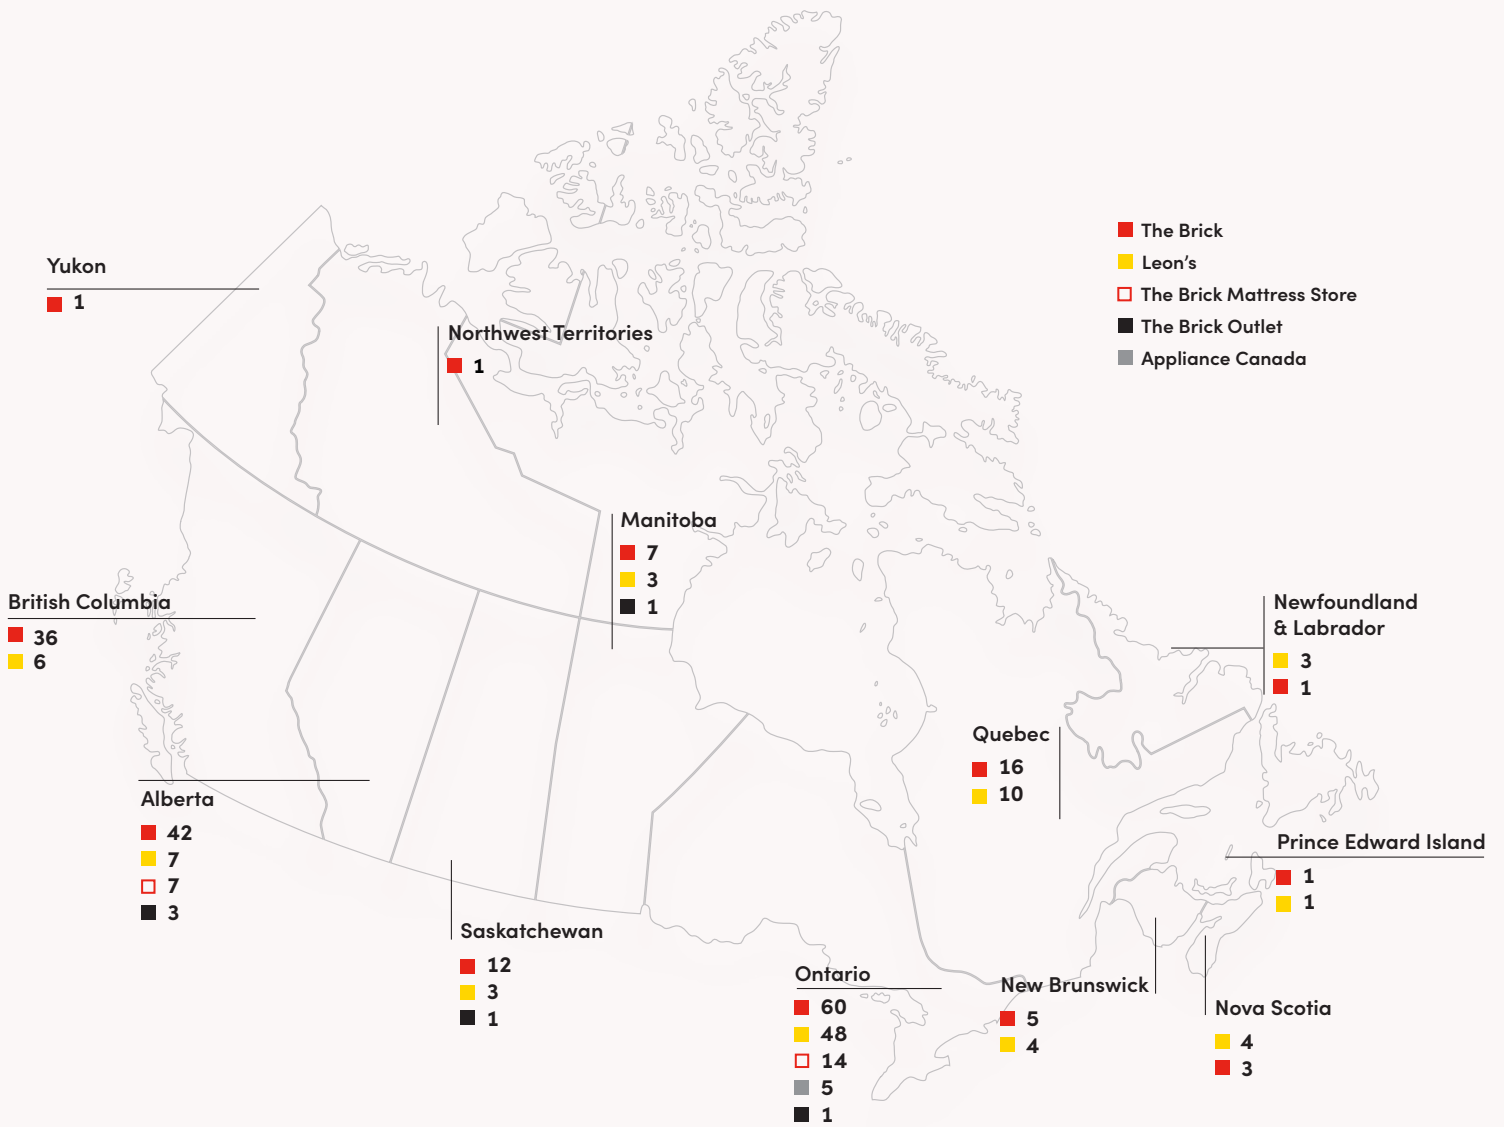 Yukon
1
Northwest Territories
1
The Brick
Leon's
The Brick Mattress Store
The Brick Outlet
Appliance Canada
Manitoba
7
3
1
British Columbia
36
6
Newfoundland
& Labrador
3
1
Quebec
16
10
Alberta
42
7
7
3
Prince Edward Island
1
1
Saskatchewan
12
3
1
Ontario
60
48
14
5
1
New Brunswick
5
4
Nova Scotia
4
3